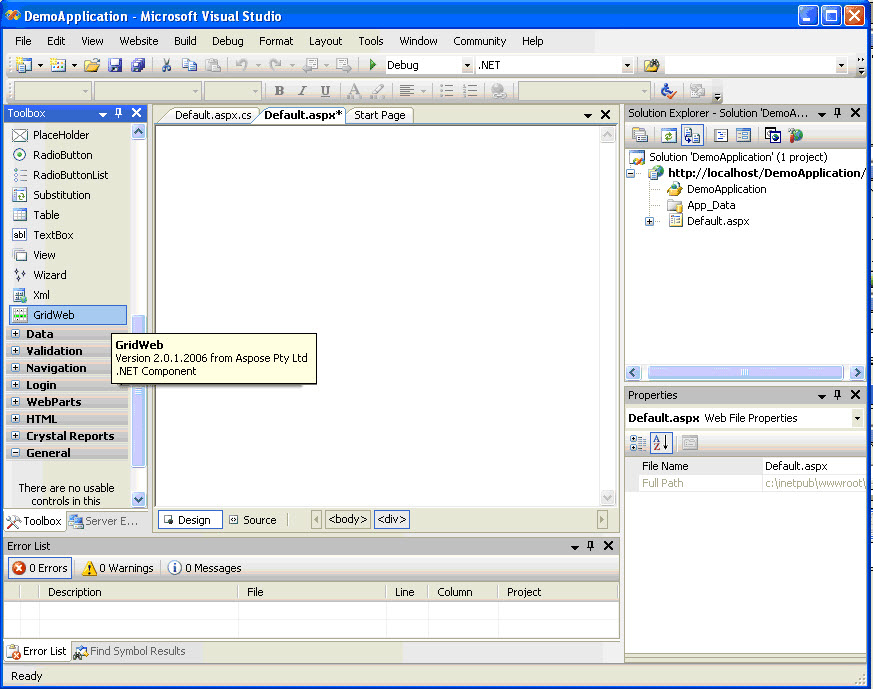 DemoApplication - Microsoft Visual Studio
File Edit View Website Build Debug Format Layout Tools Window Community Help
Debug .NET
B I U A
Toolbox
PlaceHolder
RadioButton
RadioButtonList
Substitution
Table
abl TextBox
View
Wizard
Xml
GridWeb
Data
Validation
Navigation
Login
WebParts
HTML
Crystal Reports
General
There are no usable
controls in this
Toolbox Server E...
Default.aspx.cs Default.aspx* Start Page
GridWeb
Version 2.0.1.2006 from Aspose Pty Ltd
.NET Component
Design Source <body> <div>
Solution Explorer - Solution 'DemoA...
Solution 'DemoApplication' (1 project)
http://localhost/DemoApplication/
DemoApplication
App_Data
Default.aspx
Properties
Default.aspx Web File Properties
File Name Default.aspx
Full Path c:\inetpub\wwwroot\
Error List
0 Errors 0 Warnings 0 Messages
Description File Line Column Project
Error List Find Symbol Results
Ready